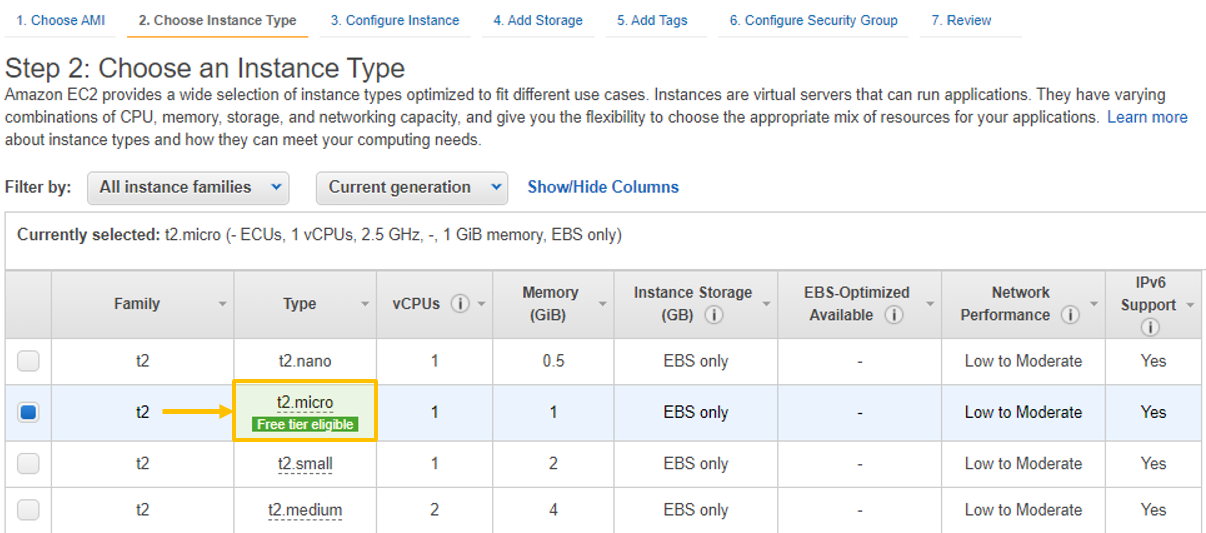 1. Choose AMI 2. Choose Instance Type 3. Configure Instance 4. Add Storage 5. Add Tags 6. Configure Security Group 7. Review
Step 2: Choose an Instance Type
Amazon EC2 provides a wide selection of instance types optimized to fit different use cases. Instances are virtual servers that can run applications. They have varying
combinations of CPU, memory, storage, and networking capacity, and give you the flexibility to choose the appropriate mix of resources for your applications. Learn more
about instance types and how they can meet your computing needs.
Filter by: All instance families Current generation Show/Hide Columns
Currently selected: t2.micro (- ECUs, 1 vCPUs, 2.5 GHz, -, 1 GiB memory, EBS only)
Family Type vCPUs Memory (GiB) Instance Storage (GB) EBS-Optimized Available Network Performance IPv6 Support
t2 t2.nano 1 0.5 EBS only - Low to Moderate Yes
t2 t2.micro Free tier eligible 1 1 EBS only - Low to Moderate Yes
t2 t2.small 1 2 EBS only - Low to Moderate Yes
t2 t2.medium 2 4 EBS only - Low to Moderate Yes